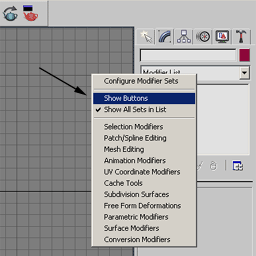 Modifier List
Configure Modifier Sets
Show Buttons
Show All Sets in List
Selection Modifiers
Patch/Spline Editing
Mesh Editing
Animation Modifiers
UV Coordinate Modifiers
Cache Tools
Subdivision Surfaces
Free Form Deformations
Parametric Modifiers
Surface Modifiers
Conversion Modifiers